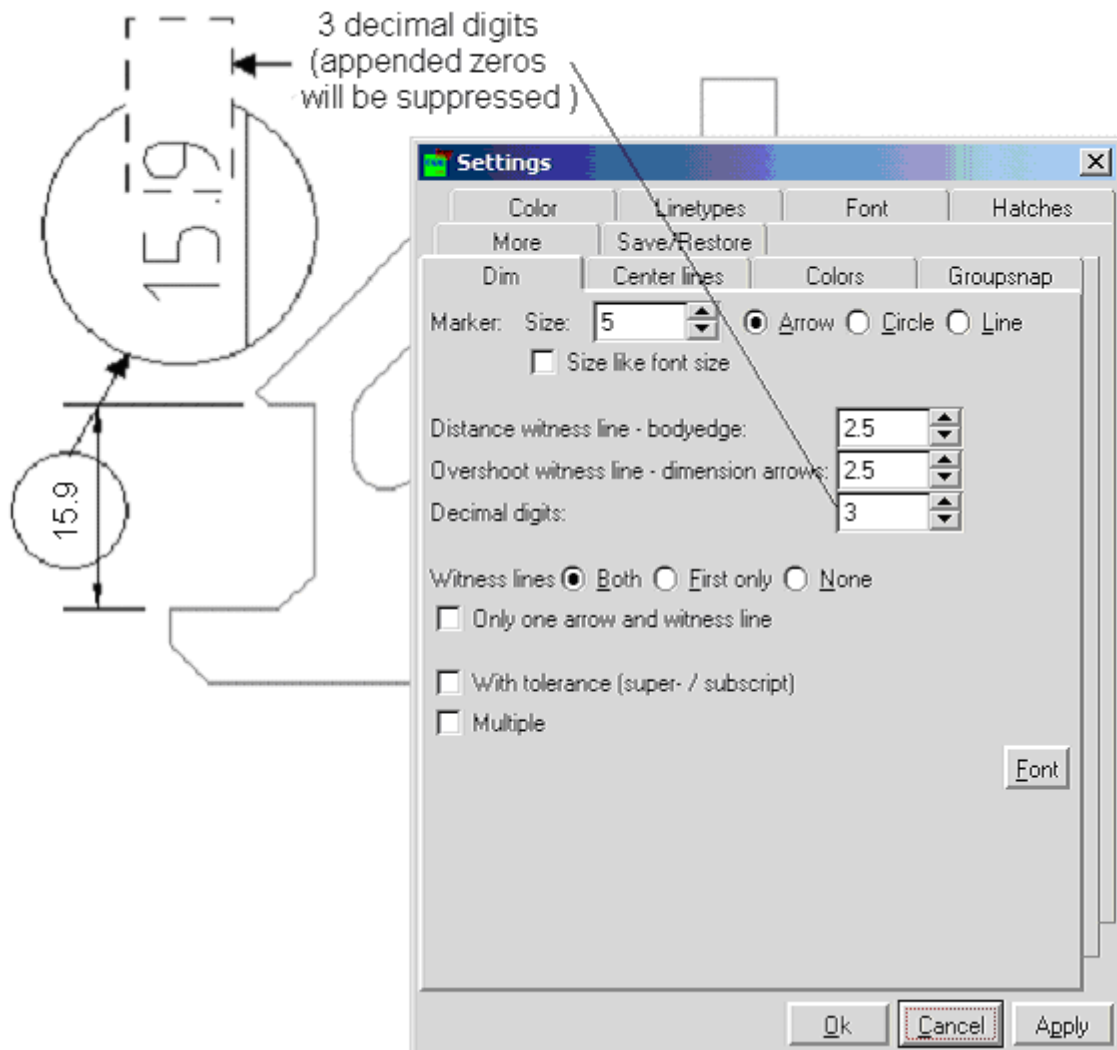 3 decimal digits
(appended zeros
will be suppressed )
15.9
15.9
Settings
Color Linetypes Font Hatches
More Save/Restore
Dim Center lines Colors Groupsnap
Marker: Size: 5 Arrow Circle Line
Size like font size
Distance witness line - bodyedge: 2.5
Overshoot witness line - dimension arrows: 2.5
Decimal digits: 3
Witness lines Both First only None
Only one arrow and witness line
With tolerance (super- / subscript)
Multiple
Font
Ok Cancel Apply